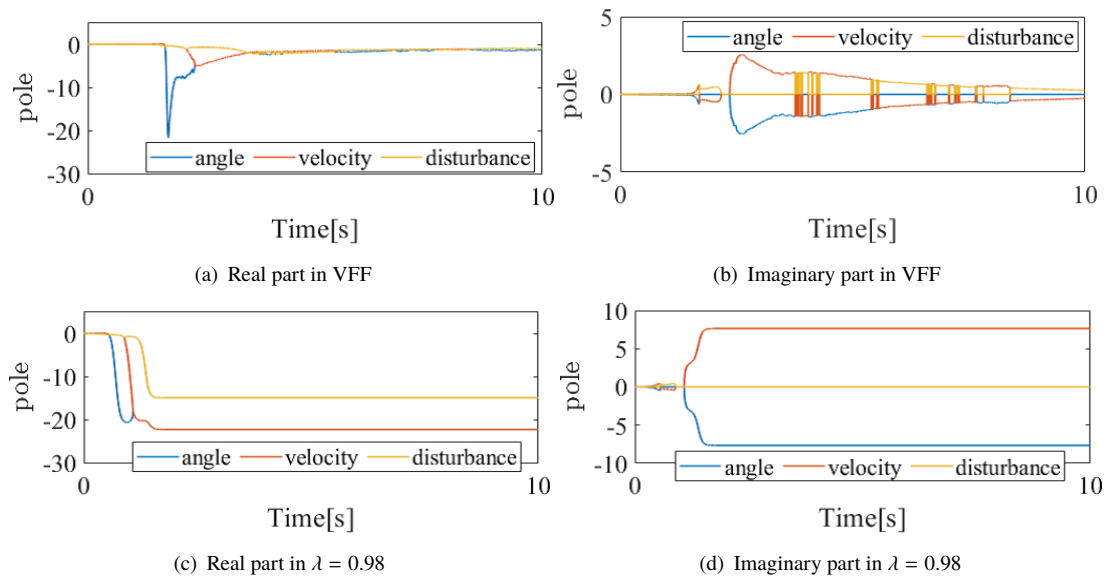 0
-10
-20
-30
pole
angle velocity disturbance
0 10
Time[s]
(a) Real part in VFF
5
0
-5
pole
angle velocity disturbance
0 10
Time[s]
(b) Imaginary part in VFF
0
-10
-20
-30
pole
angle velocity disturbance
0 10
Time[s]
(c) Real part in λ = 0.98
10
5
0
-5
-10
pole
angle velocity disturbance
0 10
Time[s]
(d) Imaginary part in λ = 0.98